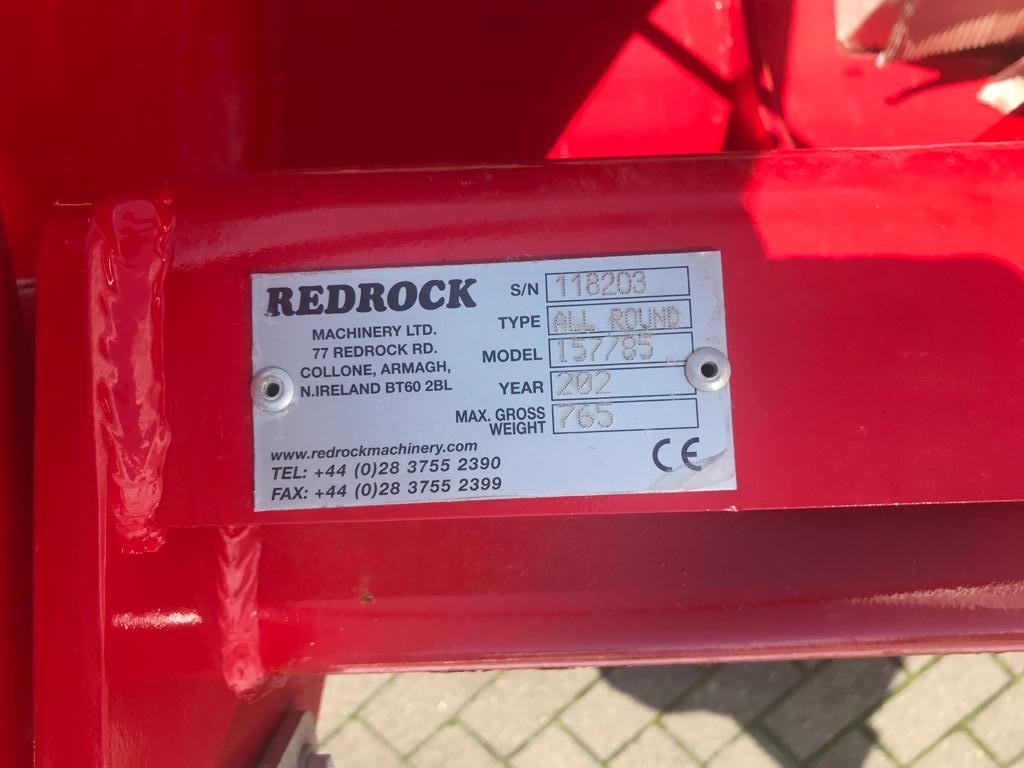 REDROCK
MACHINERY LTD.
77 REDROCK RD.
COLLONE, ARMAGH,
N.IRELAND BT60 2BL
S/N 118203
TYPE ALL ROUND
MODEL 157/85
YEAR 202
MAX. GROSS
WEIGHT 765
www.redrockmachinery.com
TEL: +44 (0)28 3755 2390
FAX: +44 (0)28 3755 2399
CE